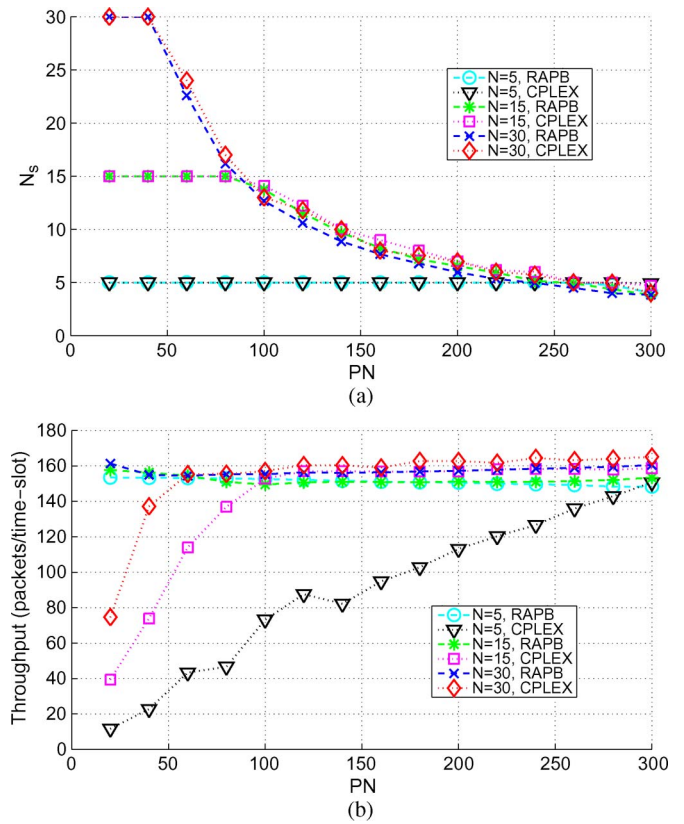 30
25
20
15
10
5
0
N_s
N=5, RAPB
N=5, CPLEX
N=15, RAPB
N=15, CPLEX
N=30, RAPB
N=30, CPLEX
0 50 100 150 200 250 300
PN
(a)
180
160
140
120
100
80
60
40
20
0
Throughput (packets/time−slot)
N=5, RAPB
N=5, CPLEX
N=15, RAPB
N=15, CPLEX
N=30, RAPB
N=30, CPLEX
0 50 100 150 200 250 300
PN
(b)